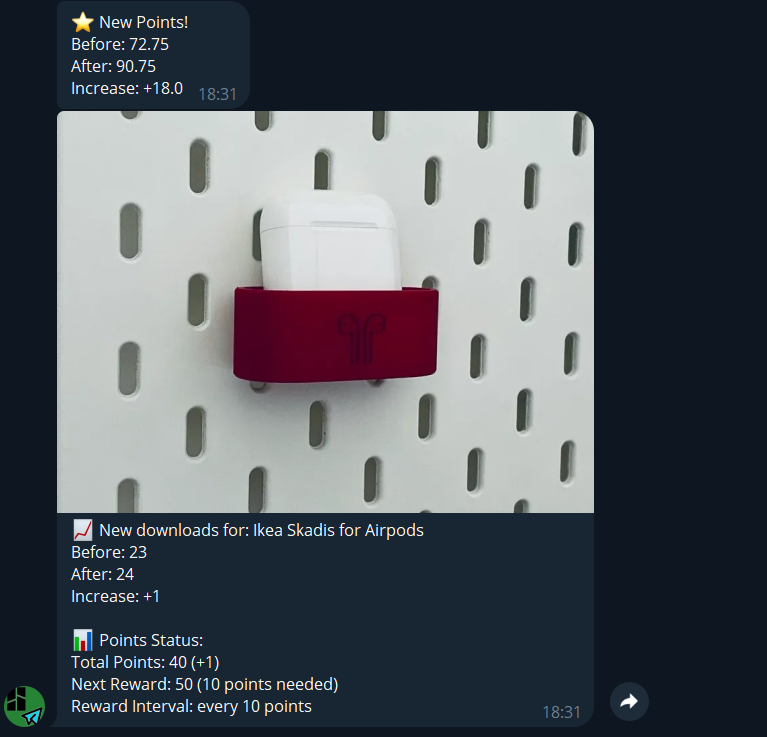 ⭐ New Points!
Before: 72.75
After: 90.75
Increase: +18.0
18:31
📈 New downloads for: Ikea Skadis for Airpods
Before: 23
After: 24
Increase: +1
📊 Points Status:
Total Points: 40 (+1)
Next Reward: 50 (10 points needed)
Reward Interval: every 10 points
18:31